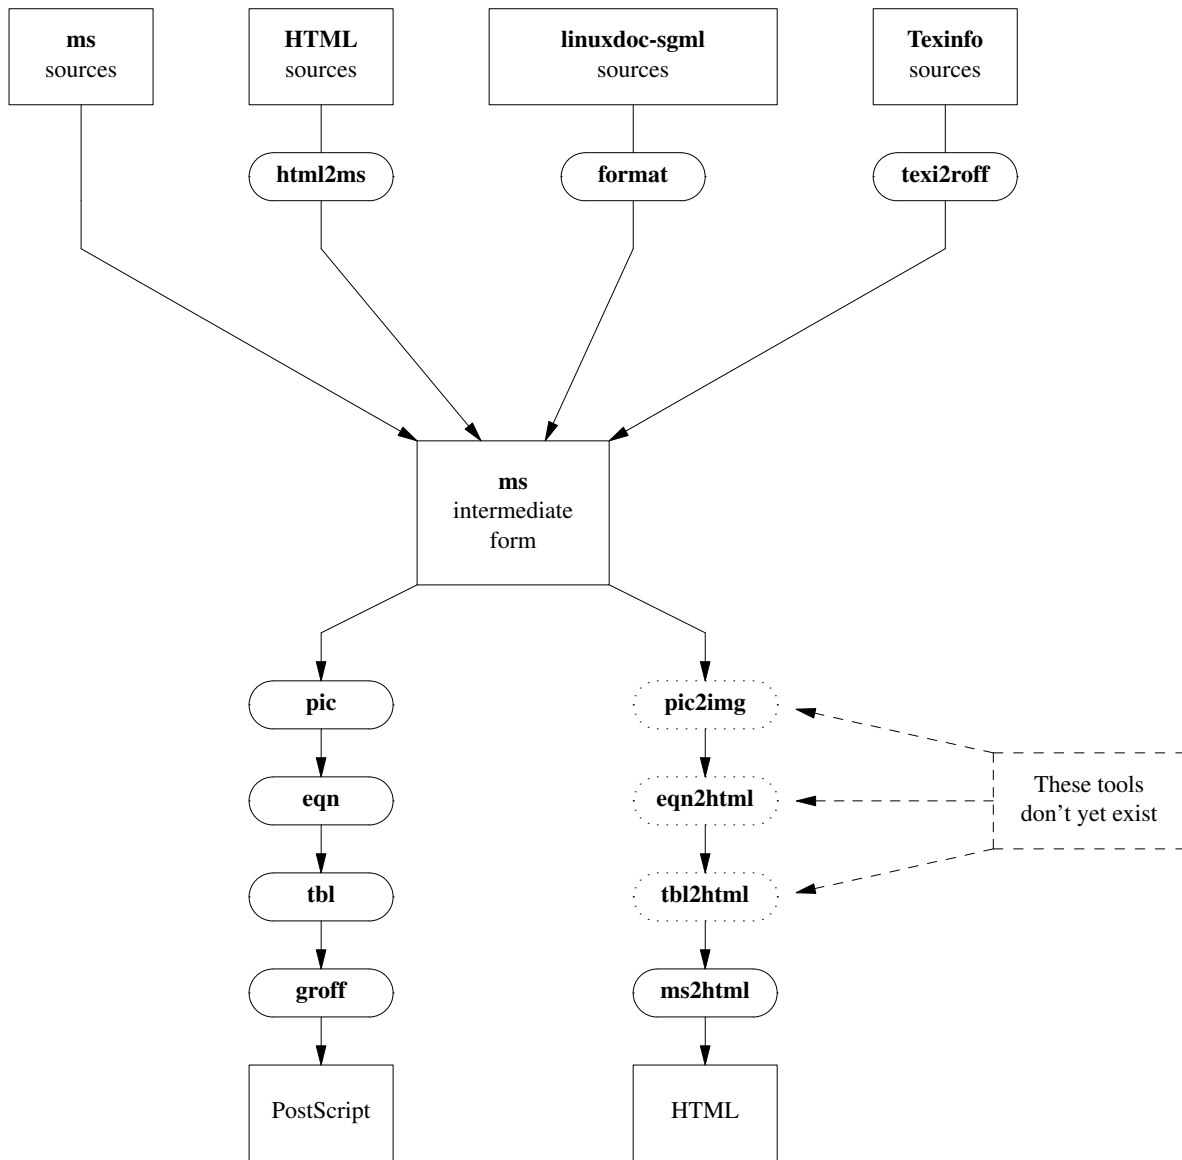 ms
sources
HTML
sources
linuxdoc-sgml
sources
Texinfo
sources
html2ms
format
texi2roff
ms
intermediate
form
pic
pic2img
eqn
eqn2html
These tools
don’t yet exist
tbl
tbl2html
groff
ms2html
PostScript
HTML